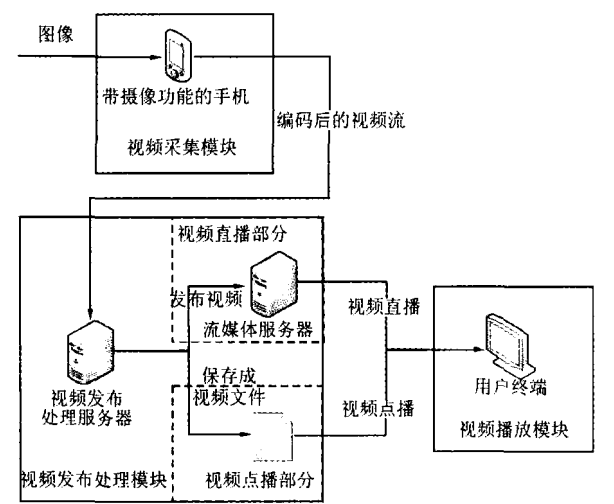 图像
带摄像功能的手机
视频采集模块
编码后的视频流
视频直播部分
发布视频
流媒体服务器
视频直播
视频发布
处理服务器
保存成
视频文件
视频点播
用户终端
视频播放模块
视频发布处理模块
视频点播部分